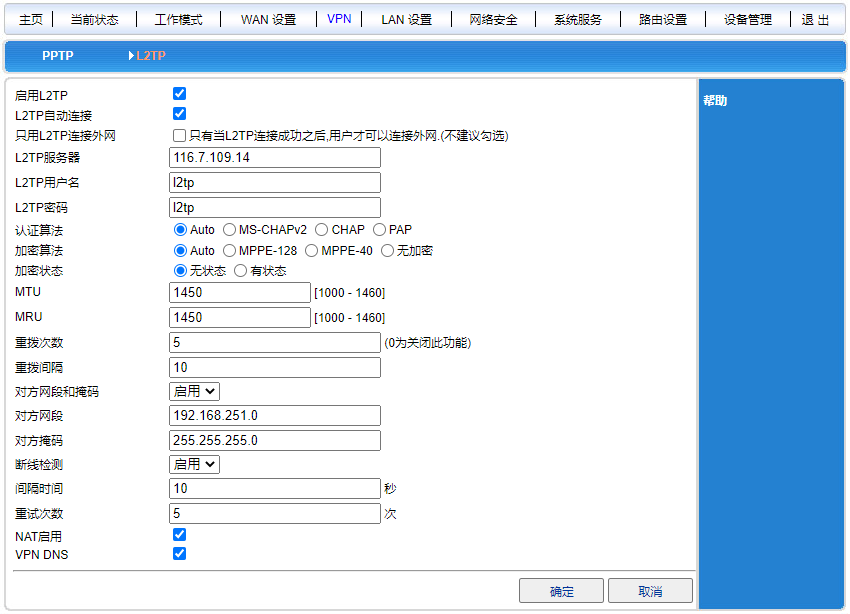 主页 当前状态 工作模式 WAN 设置 VPN LAN 设置 网络安全 系统服务 路由设置 设备管理 退 出
PPTP L2TP
帮助
启用L2TP
L2TP自动连接
只用L2TP连接外网 只有当L2TP连接成功之后,用户才可以连接外网.(不建议勾选)
L2TP服务器 116.7.109.14
L2TP用户名 l2tp
L2TP密码 l2tp
认证算法 Auto MS-CHAPv2 CHAP PAP
加密算法 Auto MPPE-128 MPPE-40 无加密
加密状态 无状态 有状态
MTU 1450 [1000 - 1460]
MRU 1450 [1000 - 1460]
重拨次数 5 (0为关闭此功能)
重拨间隔 10
对方网段和掩码 启用
对方网段 192.168.251.0
对方掩码 255.255.255.0
断线检测 启用
间隔时间 10 秒
重试次数 5 次
NAT启用
VPN DNS
确定 取消